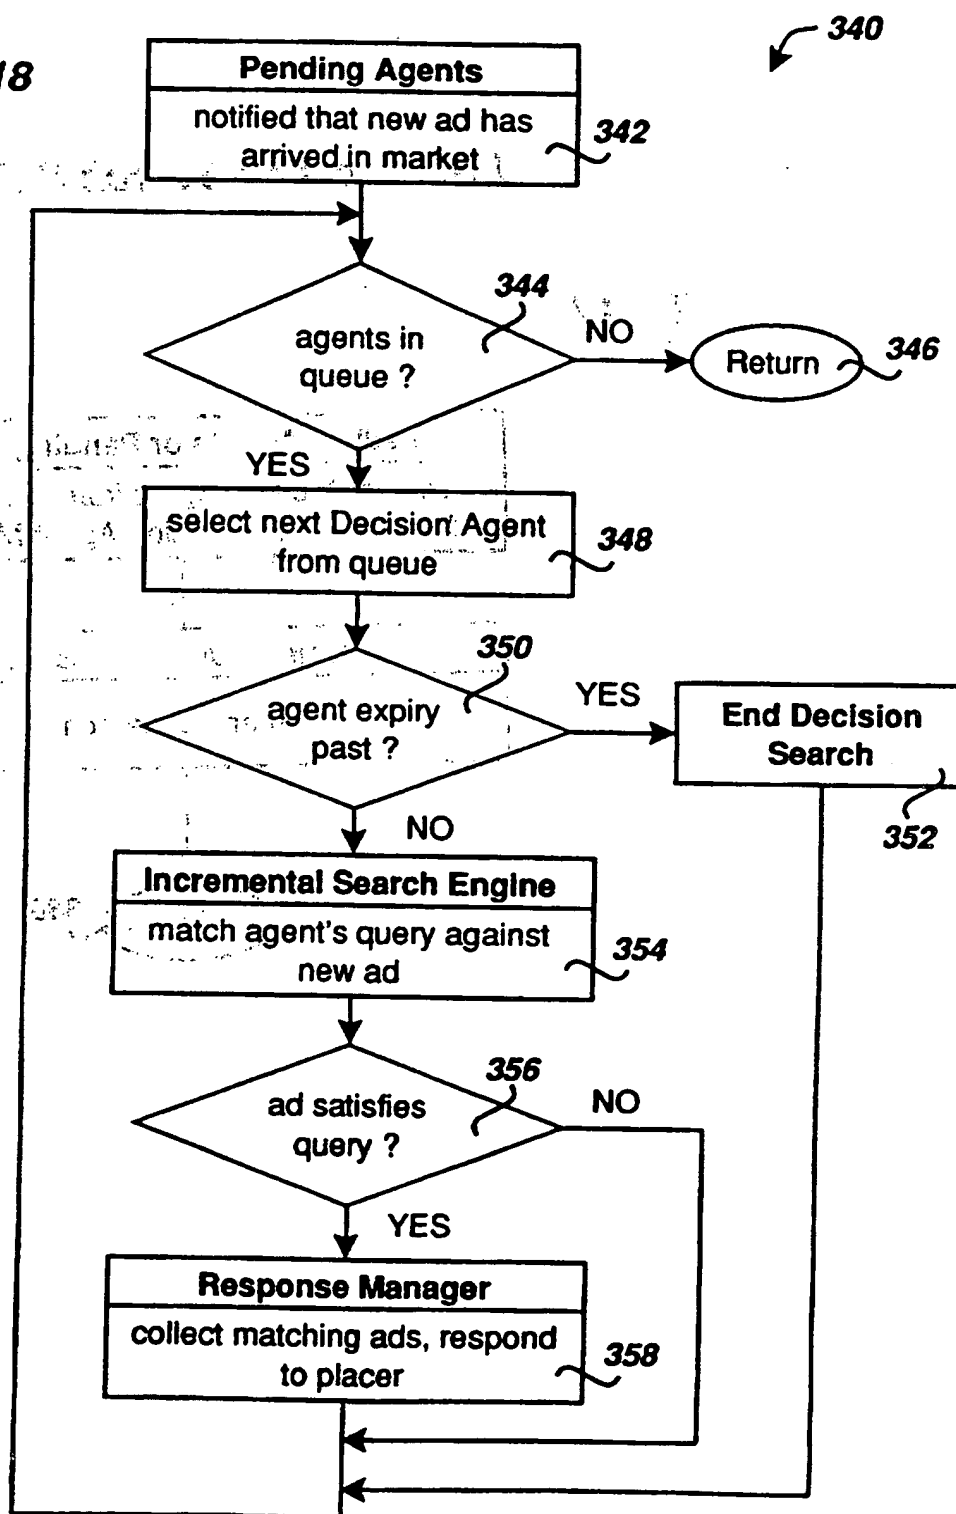 18
340
Pending Agents
notified that new ad has
arrived in market
342
344
agents in
queue ?
NO
Return
346
YES
select next Decision Agent
from queue
348
350
agent expiry
past ?
YES
End Decision
Search
352
NO
Incremental Search Engine
match agent's query against
new ad
354
356
ad satisfies
query ?
NO
YES
Response Manager
collect matching ads, respond
to placer
358